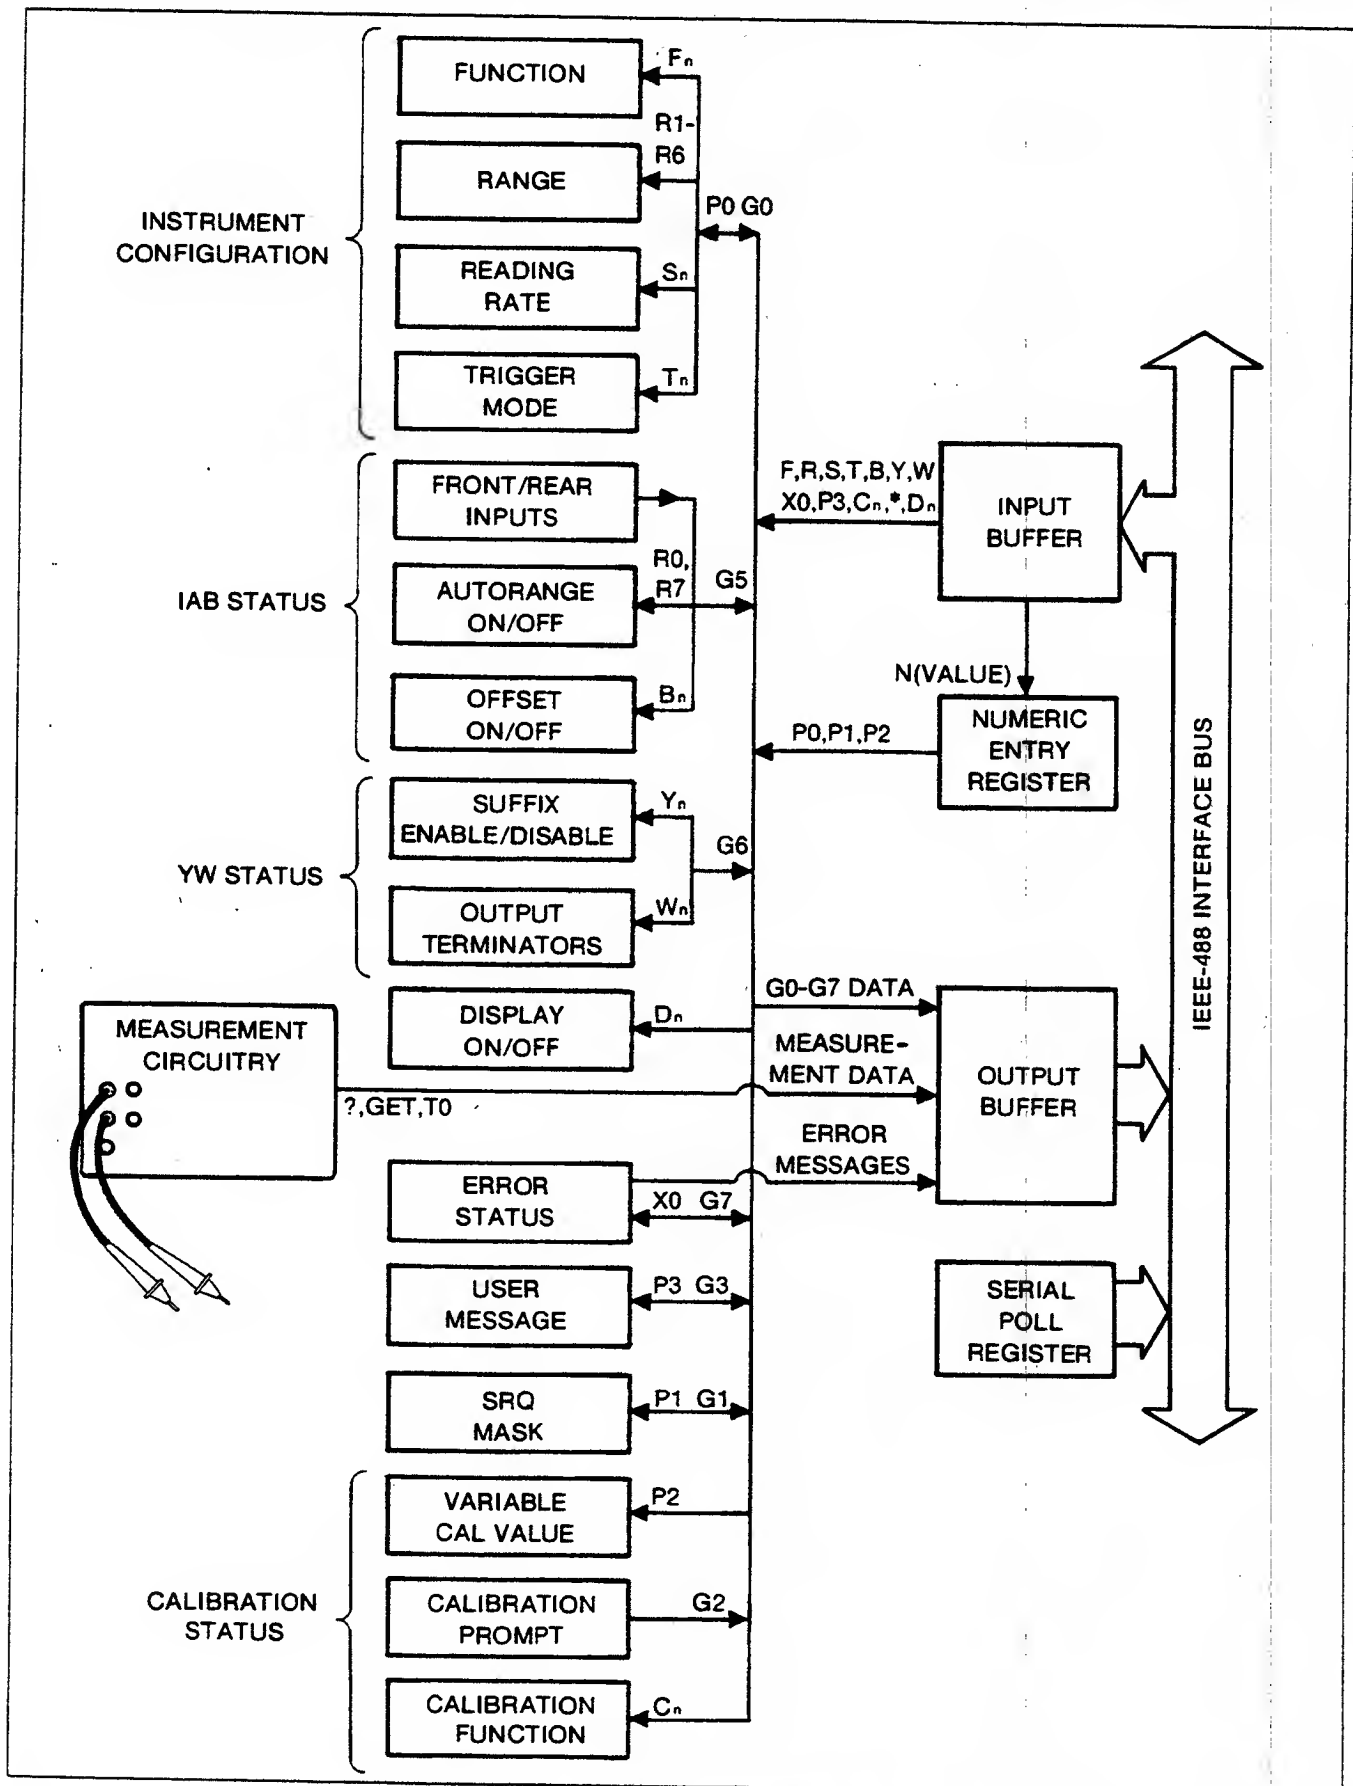 FUNCTION
Fn
R1-
R6
RANGE
P0 G0
INSTRUMENT
CONFIGURATION
READING
RATE
Sn
TRIGGER
MODE
Tn
FRONT/REAR
INPUTS
F,R,S,T,B,Y,W
X0,P3,Cn,*,Dn
INPUT
BUFFER
IAB STATUS
AUTORANGE
ON/OFF
R0,
R7
G5
N(VALUE)
OFFSET
ON/OFF
Bn
P0,P1,P2
NUMERIC
ENTRY
REGISTER
SUFFIX
ENABLE/DISABLE
Yn
G6
YW STATUS
OUTPUT
TERMINATORS
Wn
IEEE-488 INTERFACE BUS
G0-G7 DATA
DISPLAY
ON/OFF
Dn
MEASUREMENT
CIRCUITRY
MEASURE-
MENT DATA
OUTPUT
BUFFER
?,GET,T0
ERROR
MESSAGES
ERROR
STATUS
X0 G7
USER
MESSAGE
P3 G3
SERIAL
POLL
REGISTER
SRQ
MASK
P1 G1
VARIABLE
CAL VALUE
P2
CALIBRATION
STATUS
CALIBRATION
PROMPT
G2
CALIBRATION
FUNCTION
Cn